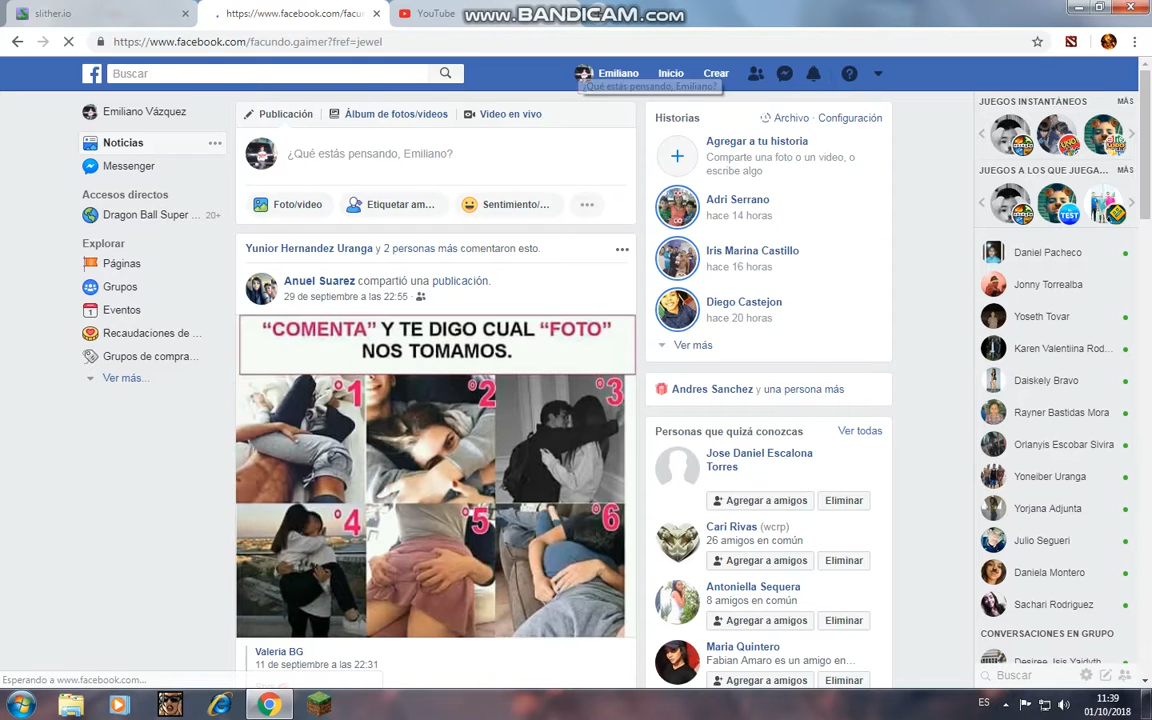 slither.io
https://www.facebook.com/facun
YouTube
www.BANDICAM.com
https://www.facebook.com/facundo.gaimer?fref=jewel
Buscar
Emiliano
Inicio
Crear
¿Qué estás pensando, Emiliano?
Emiliano Vázquez
Noticias
Messenger
Accesos directos
Dragon Ball Super ... 20+
Explorar
Páginas
Grupos
Eventos
Recaudaciones de ...
Grupos de compra...
Ver más...
Publicación
Álbum de fotos/videos
Video en vivo
¿Qué estás pensando, Emiliano?
Foto/video
Etiquetar am...
Sentimiento/...
Yunior Hernandez Uranga y 2 personas más comentaron esto.
Anuel Suarez compartió una publicación.
29 de septiembre a las 22:55
“COMENTA” Y TE DIGO CUAL “FOTO”
NOS TOMAMOS.
°1 °2 °3
°4 °5 °6
Valeria BG
11 de septiembre a las 22:31
Historias
Archivo · Configuración
Agregar a tu historia
Comparte una foto o un video, o
escribe algo
Adri Serrano
hace 14 horas
Iris Marina Castillo
hace 16 horas
Diego Castejon
hace 20 horas
Ver más
Andres Sanchez y una persona más
Personas que quizá conozcas
Ver todas
Jose Daniel Escalona
Torres
Agregar a amigos
Eliminar
Cari Rivas (wcrp)
26 amigos en común
Agregar a amigos
Eliminar
Antoniella Sequera
8 amigos en común
Agregar a amigos
Eliminar
Maria Quintero
Fabian Amaro es un amigo en...
Agregar a amigos
Eliminar
JUEGOS INSTANTÁNEOS MÁS
JUEGOS A LOS QUE JUEGA... MÁS
TEST
Daniel Pacheco
Jonny Torrealba
Yoseth Tovar
Karen Valentiina Rod...
Daiskely Bravo
Rayner Bastidas Mora
Orlanyis Escobar Sivira
Yoneiber Uranga
Yorjana Adjunta
Julio Segueri
Daniela Montero
Sachari Rodriguez
CONVERSACIONES EN GRUPO
Desiree, Isis Yaidyth
Buscar
Esperando a www.facebook.com...
ES
11:39
01/10/2018